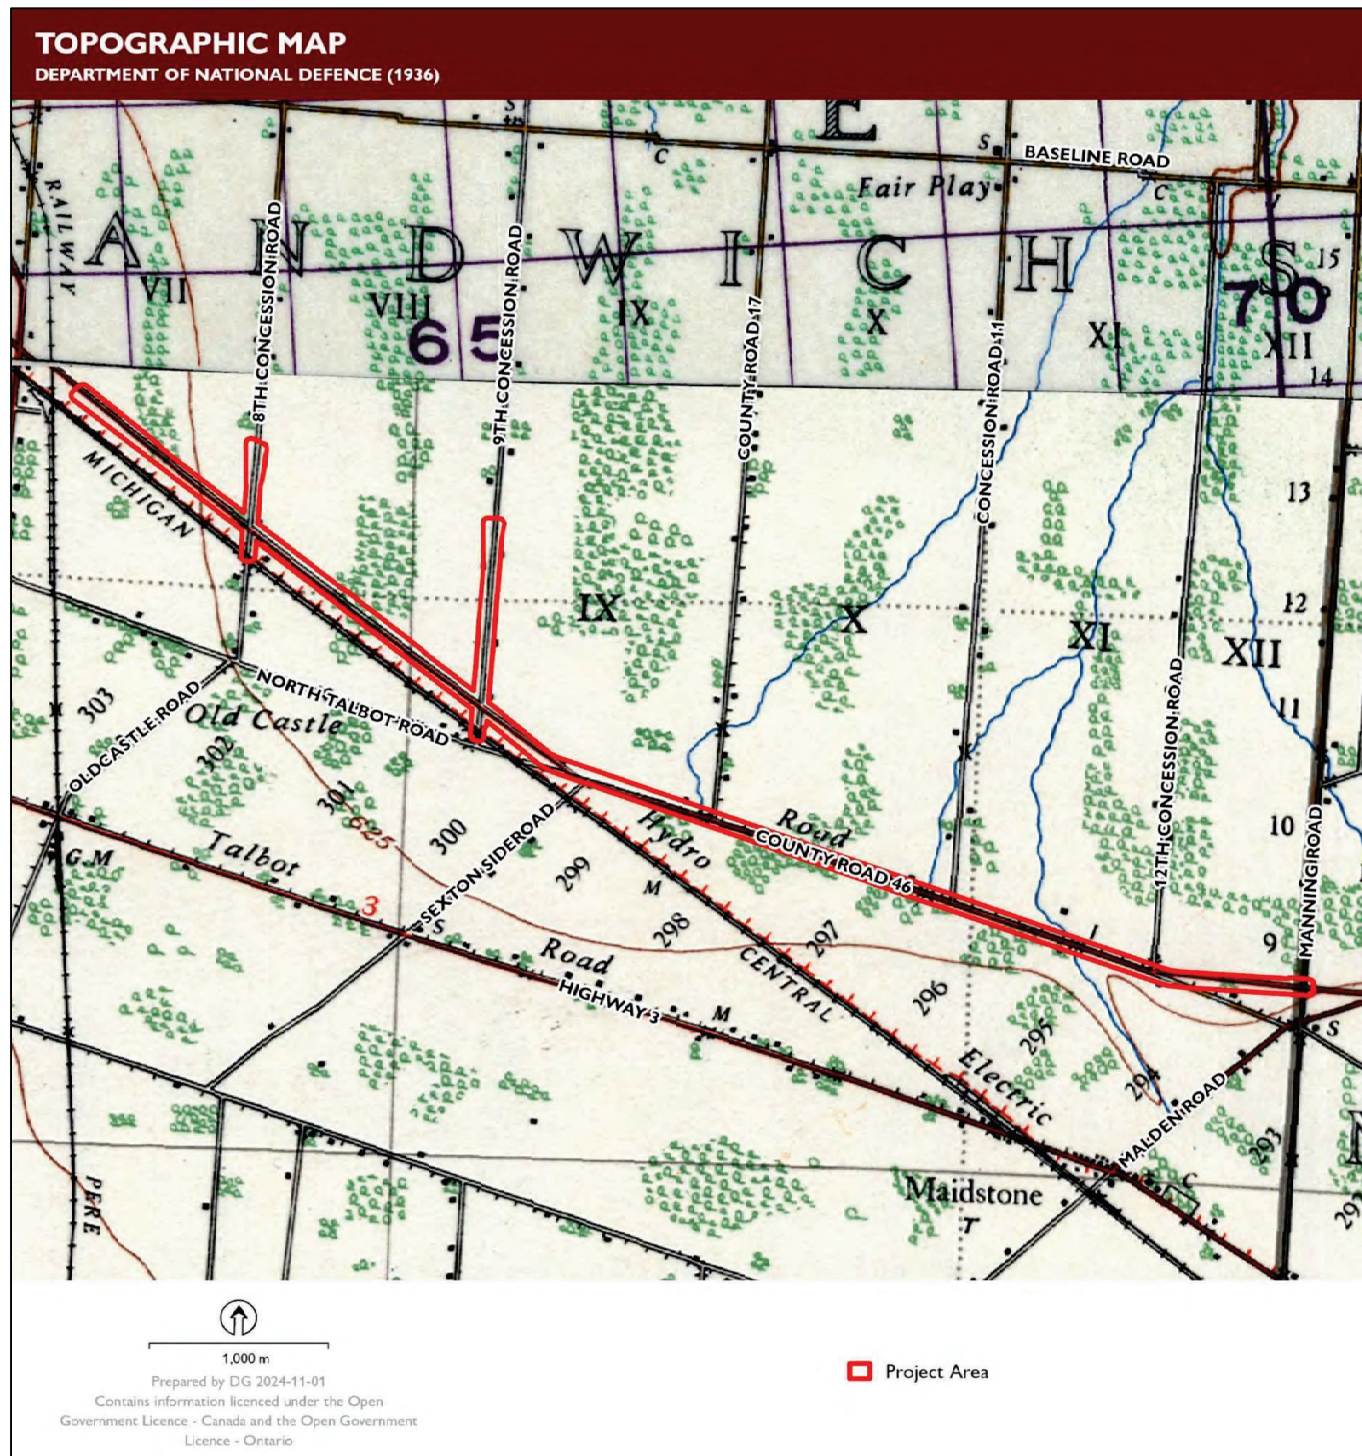 TOPOGRAPHIC MAP
DEPARTMENT OF NATIONAL DEFENCE (1936)
E
S
S
C
BASELINE ROAD
C
Fair Play
RAILWAY
A N D W I C H S
15
VII
VIII
IX
X
XI
XII
65
70
14
8TH CONCESSION ROAD
9TH CONCESSION ROAD
COUNTY ROAD 17
CONCESSION ROAD 11
13
MICHIGAN
IX
X
XI
XII
12
11
12TH CONCESSION ROAD
303
OLDCASTLE ROAD
NORTH TALBOT ROAD
Old Castle
302
301
625
300
SEXTON SIDEROAD
299
298
297
296
295
294
293
293
Hydro
Road
COUNTY ROAD 46
10
MANNING ROAD
9
G.M
Talbot
3
S
Road
HIGHWAY 3
M
M
CENTRAL
Electric
MALDEN ROAD
S
Maidstone
T
C
PERE
1,000 m
Prepared by DG 2024-11-01
Contains information licenced under the Open
Government Licence - Canada and the Open Government
Licence - Ontario
Project Area